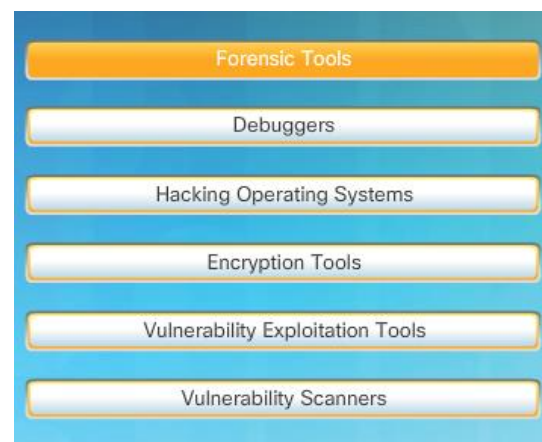 Forensic Tools
Debuggers
Hacking Operating Systems
Encryption Tools
Vulnerability Exploitation Tools
Vulnerability Scanners